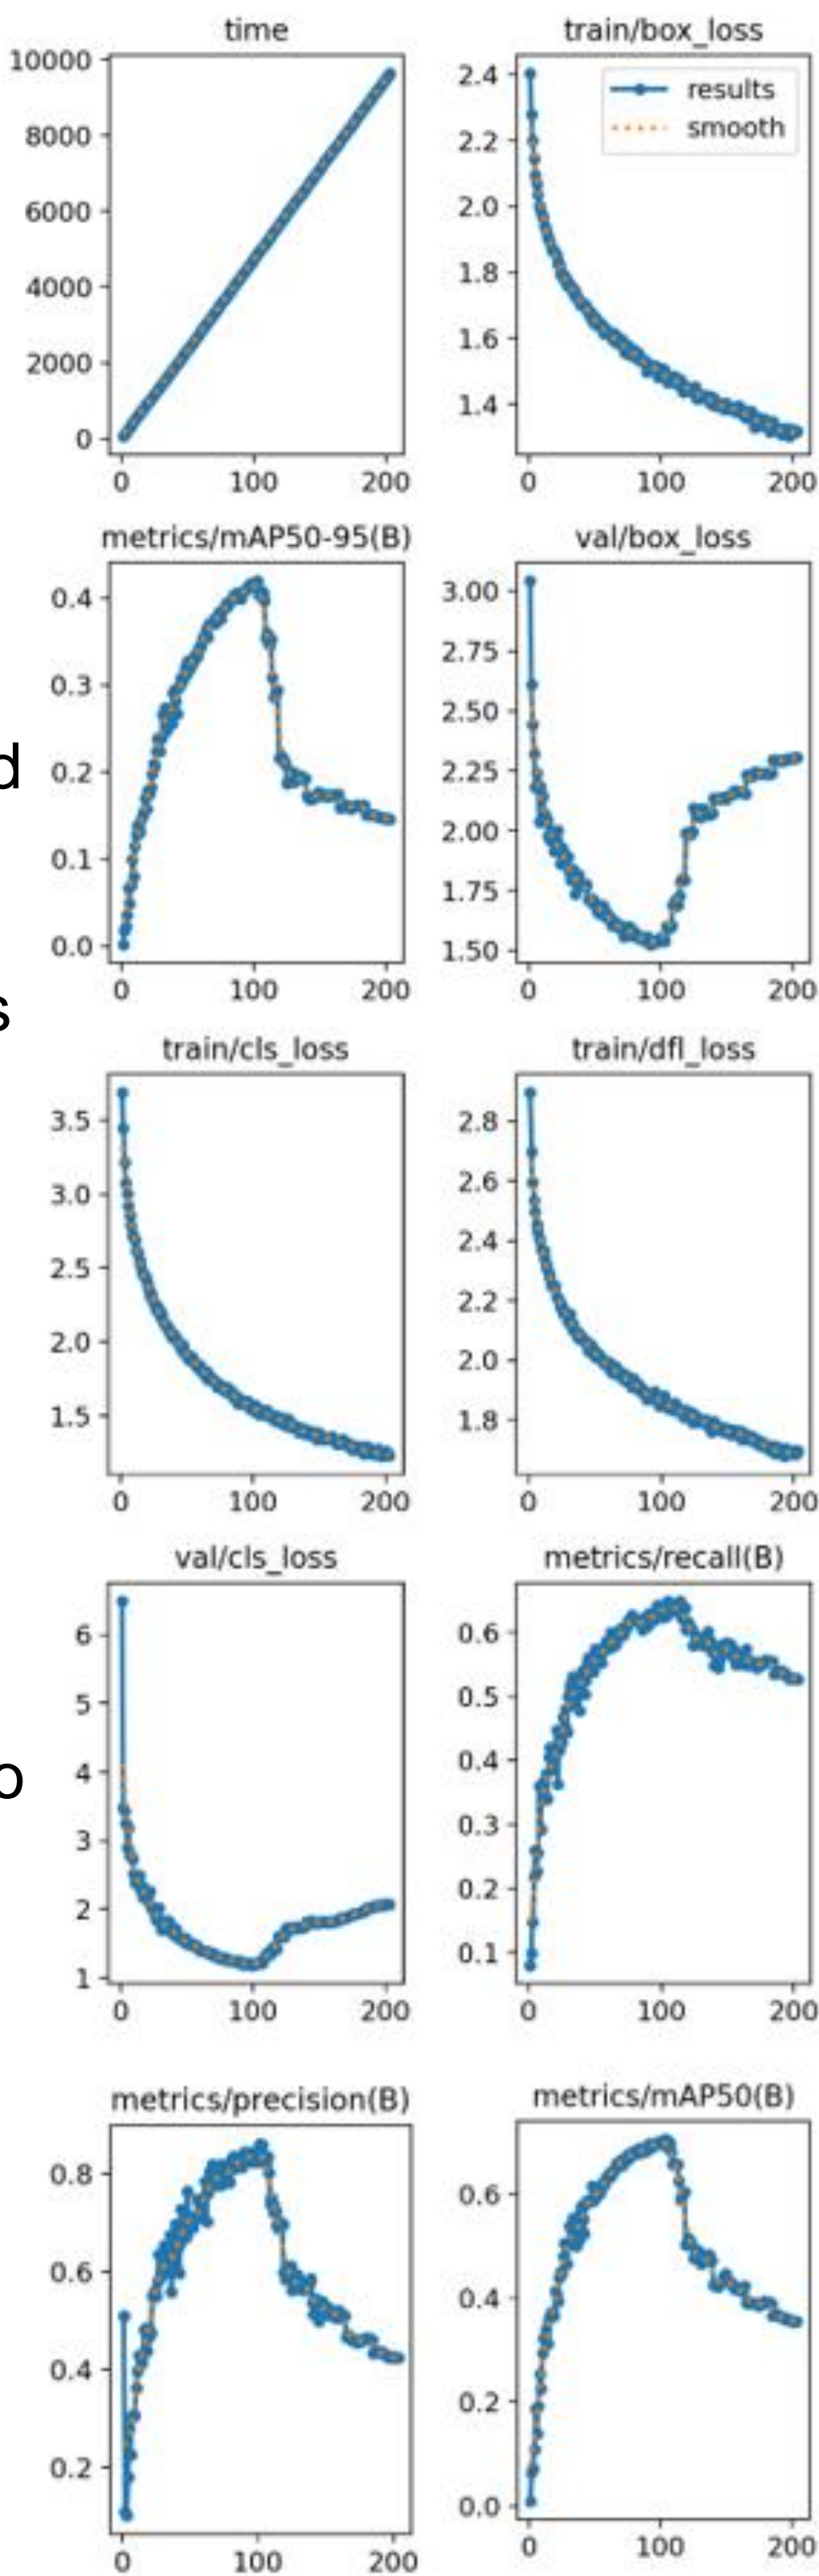 time
train/box_loss
10000
8000
6000
4000
2000
0
0 100 200
results
smooth
2.4
2.2
2.0
1.8
1.6
1.4
0 100 200
metrics/mAP50-95(B)
val/box_loss
0.4
0.3
0.2
0.1
0.0
0 100 200
3.00
2.75
2.50
2.25
2.00
1.75
1.50
0 100 200
d
s
train/cls_loss
train/dfl_loss
3.5
3.0
2.5
2.0
1.5
0 100 200
2.8
2.6
2.4
2.2
2.0
1.8
0 100 200
val/cls_loss
metrics/recall(B)
6
5
4
3
2
1
0 100 200
0.6
0.5
0.4
0.3
0.2
0.1
0 100 200
o
metrics/precision(B)
metrics/mAP50(B)
0.8
0.6
0.4
0.2
0 100 200
0.6
0.4
0.2
0.0
0 100 200